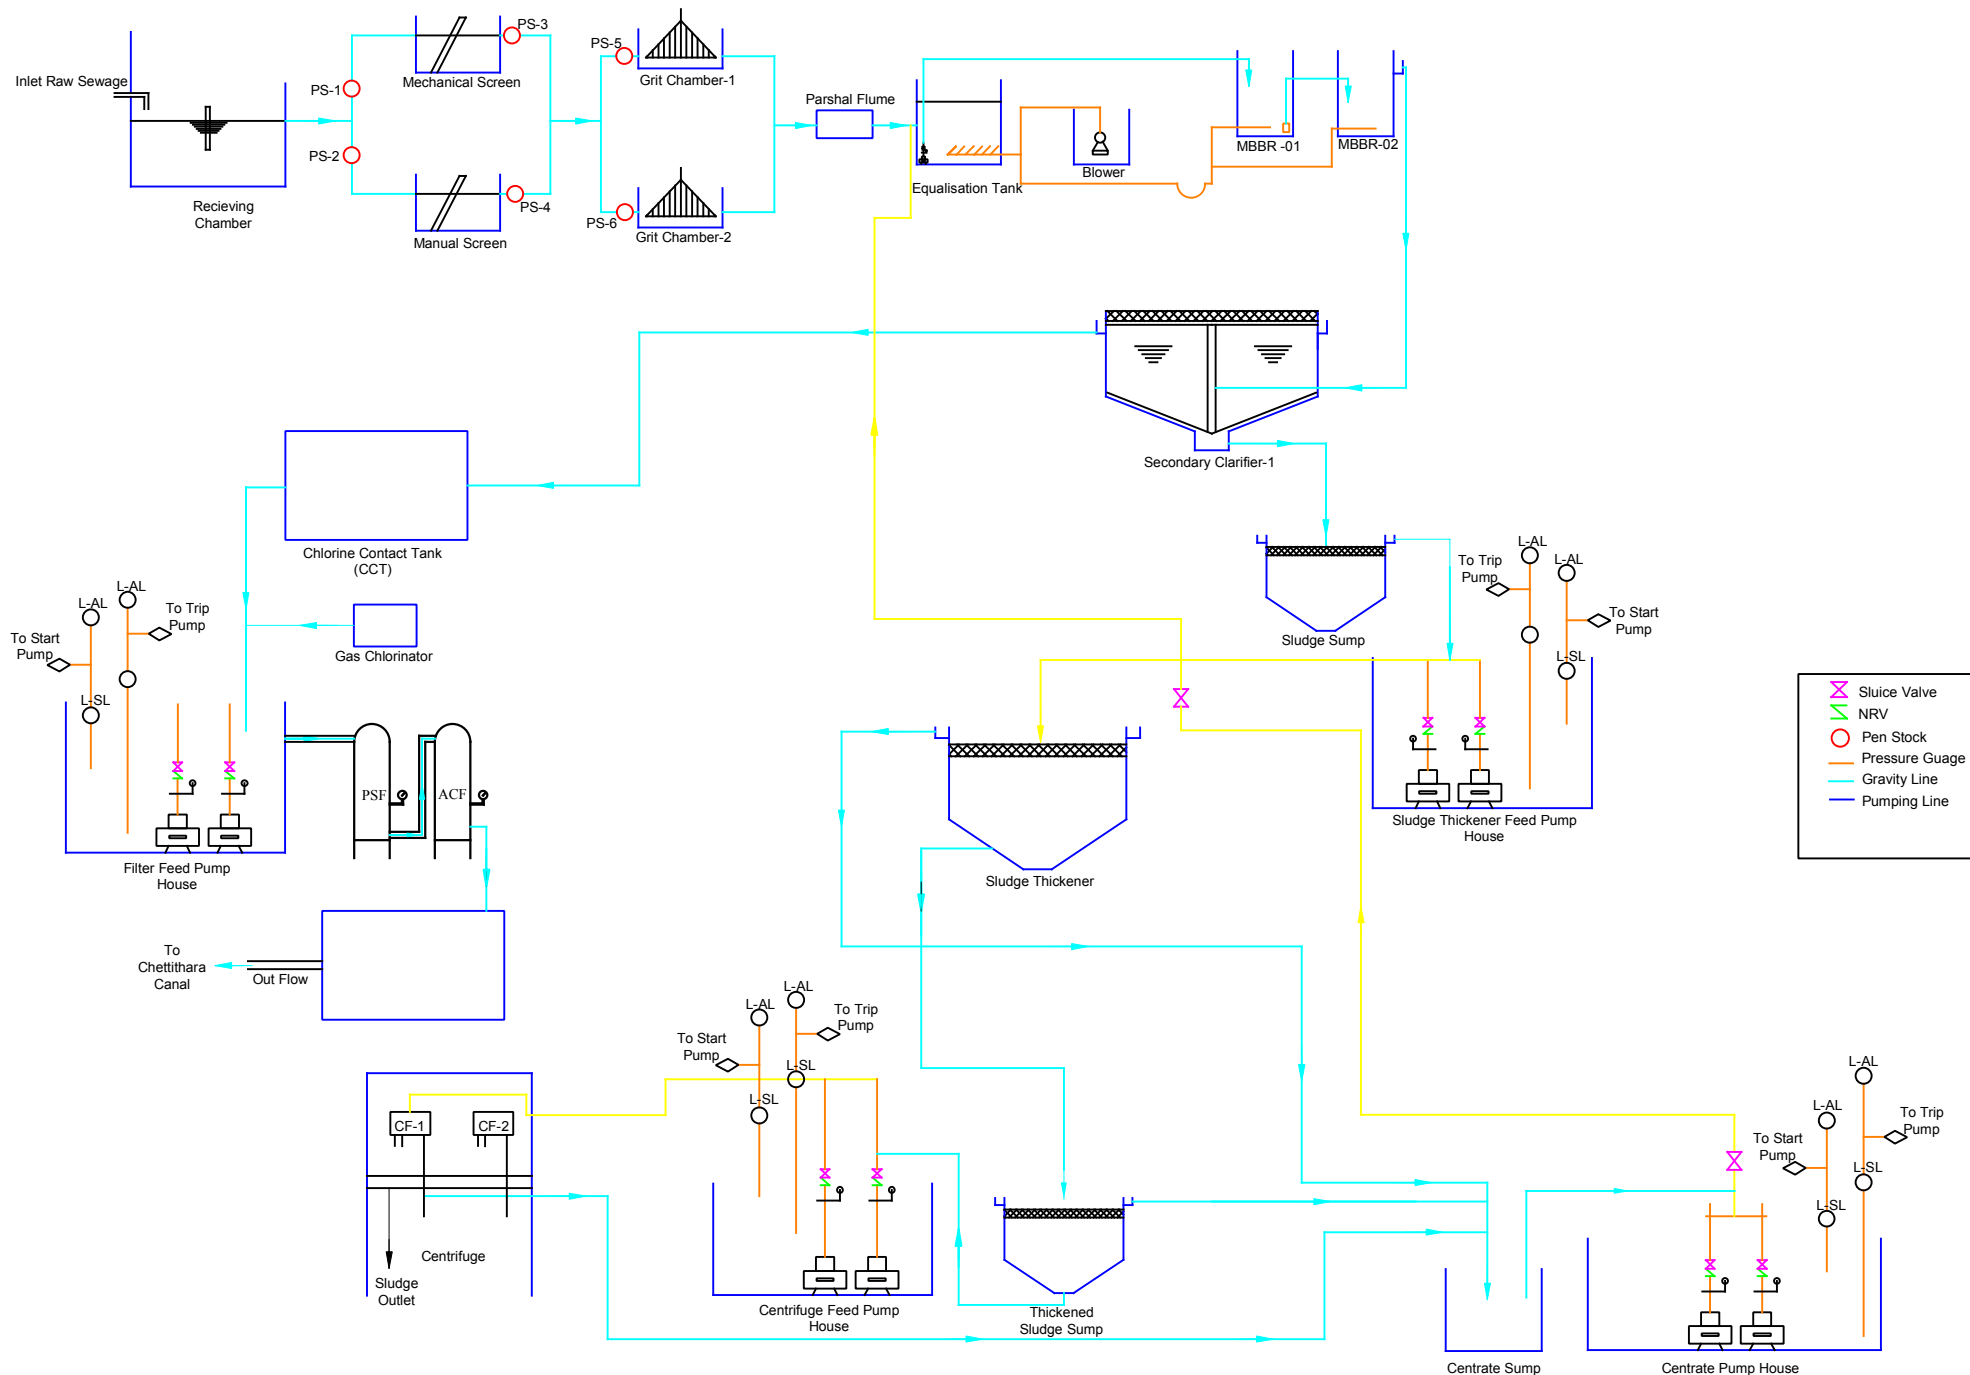 Inlet Raw Sewage
Recieving
Chamber
PS-1
PS-2
PS-3
Mechanical Screen
PS-4
Manual Screen
PS-5
Grit Chamber-1
PS-6
Grit Chamber-2
Parshal Flume
Equalisation Tank
Blower
MBBR -01
MBBR-02
Secondary Clarifier-1
Chlorine Contact Tank
(CCT)
Gas Chlorinator
L-AL
L-AL
To Trip
Pump
To Start
Pump
L-SL
Filter Feed Pump
House
PSF
ACF
To
Chettithara
Canal
Out Flow
Sludge Sump
L-AL
L-AL
To Trip
Pump
To Start
Pump
L-SL
Sludge Thickener Feed Pump
House
Sludge Thickener
Sluice Valve
NRV
Pen Stock
Pressure Guage
Gravity Line
Pumping Line
L-AL
L-AL
To Trip
Pump
To Start
Pump
L-SL
L-SL
CF-1
CF-2
Centrifuge
Sludge
Outlet
Centrifuge Feed Pump
House
Thickened
Sludge Sump
Centrate Sump
L-AL
L-AL
To Trip
Pump
To Start
Pump
L-SL
L-SL
Centrate Pump House